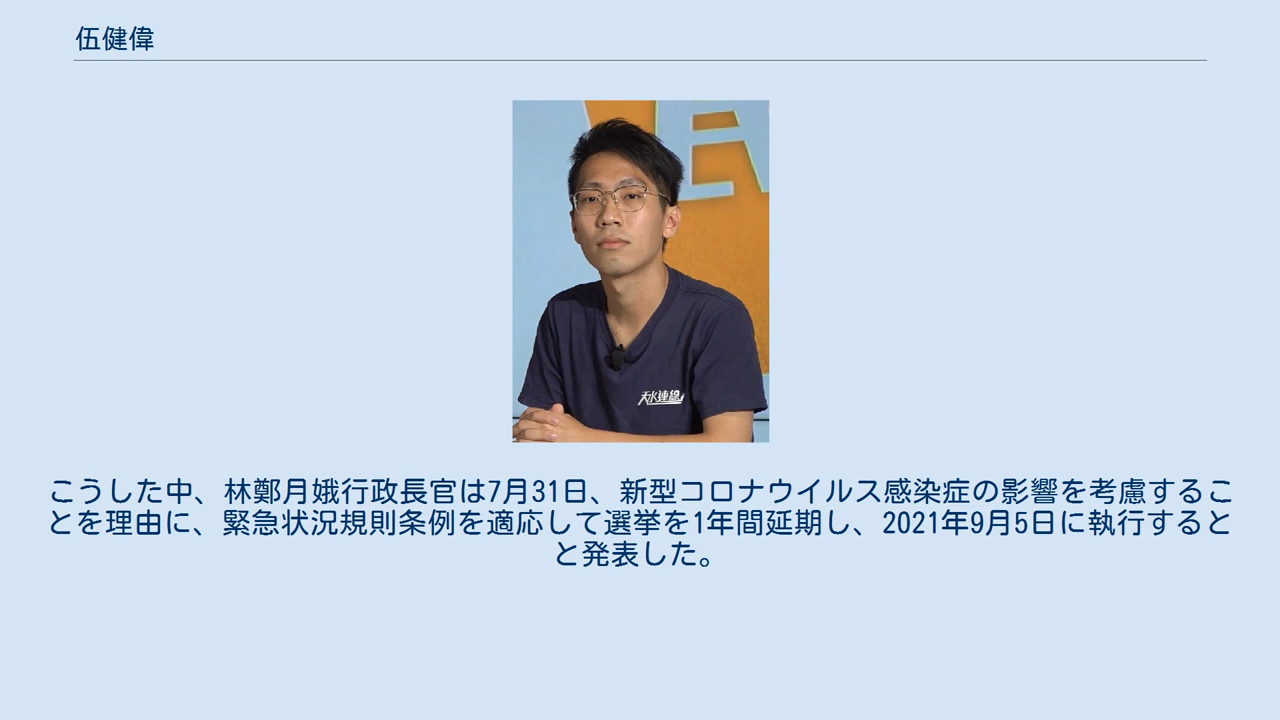 伍健偉
天水連線
こうした中、林鄭月娥行政長官は7月31日、新型コロナウイルス感染症の影響を考慮するこ
とを理由に、緊急状況規則条例を適応して選挙を1年間延期し、2021年9月5日に執行すると
と発表した。